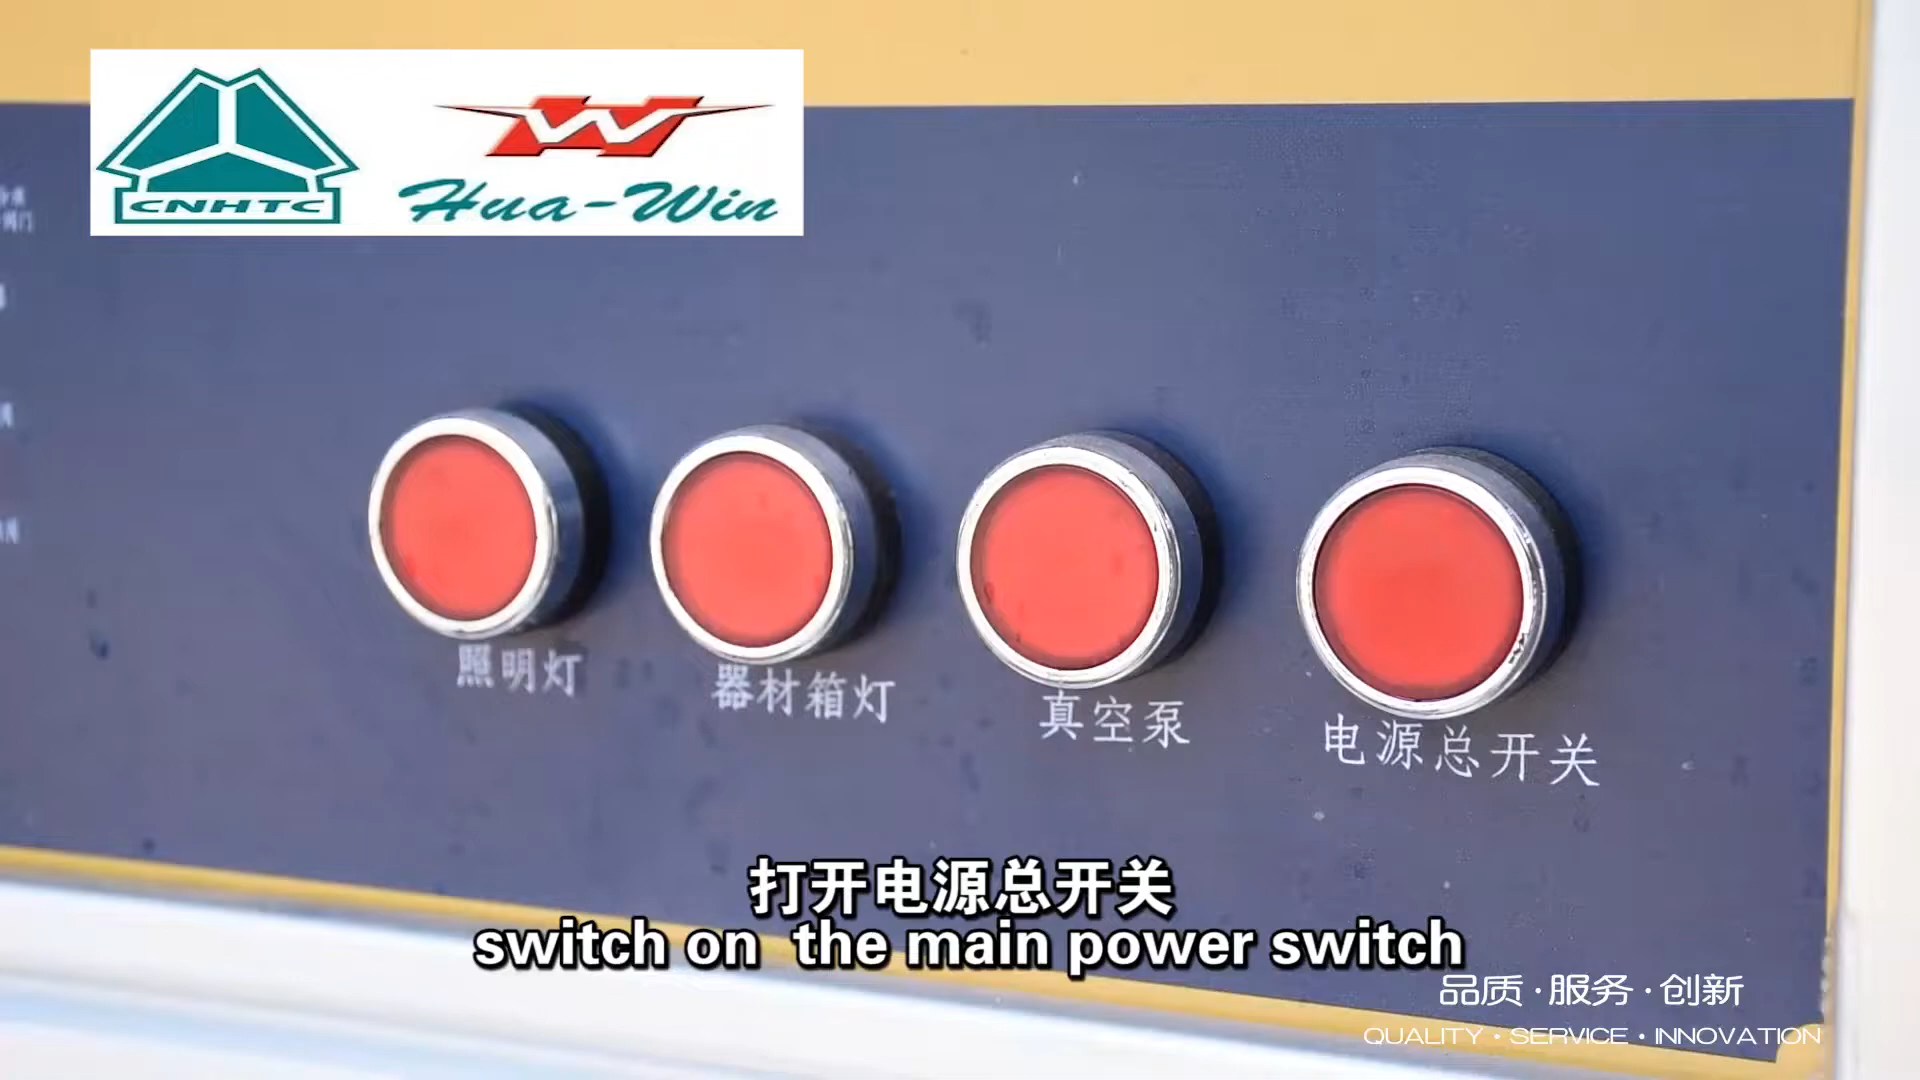 CNHTC
Hua-Win
照明灯
器材箱灯
真空泵
电源总开关
打开电源总开关
switch on the main power switch
品质·服务·创新
QUALITY·SERVICE·INNOVATION